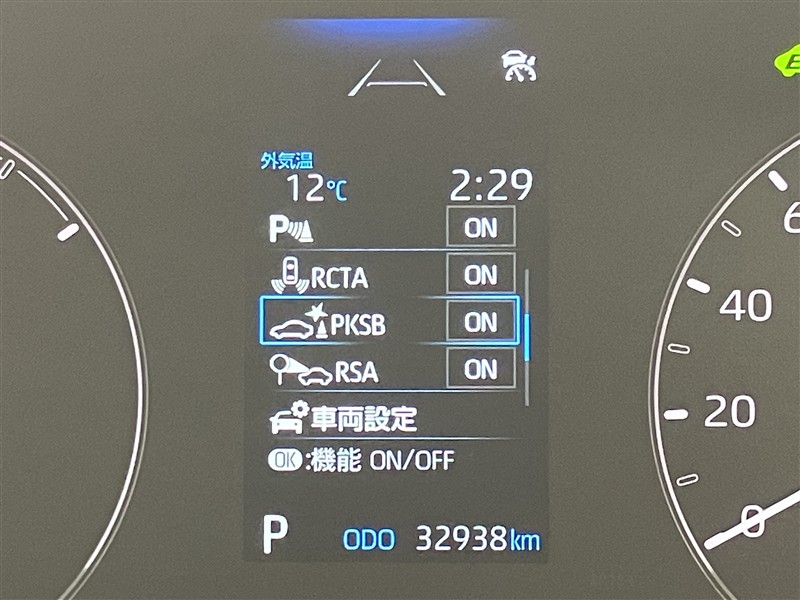 外気温
12℃ 2:29
P ON
RCTA ON
PKSB ON
RSA ON
車両設定
OK:機能 ON/OFF
P ODO 32938km
40
20
0